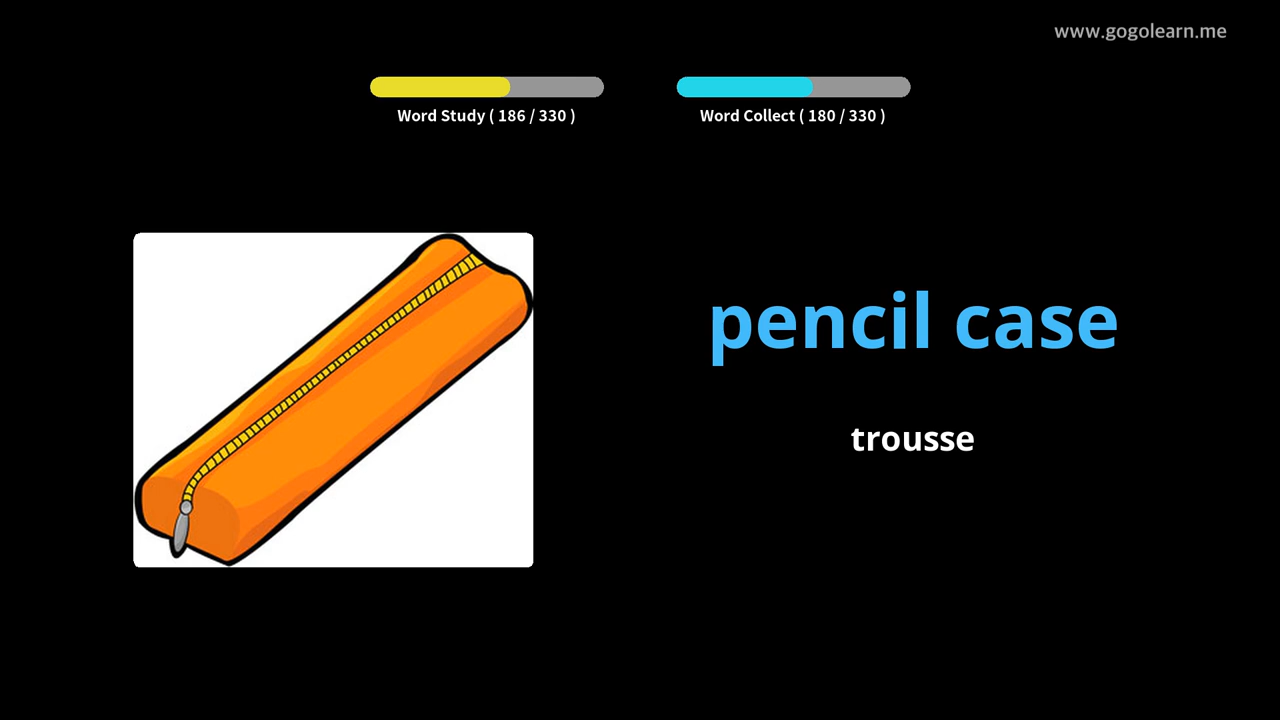 www.gogolearn.me
Word Study ( 186 / 330 )
Word Collect ( 180 / 330 )
pencil case
trousse